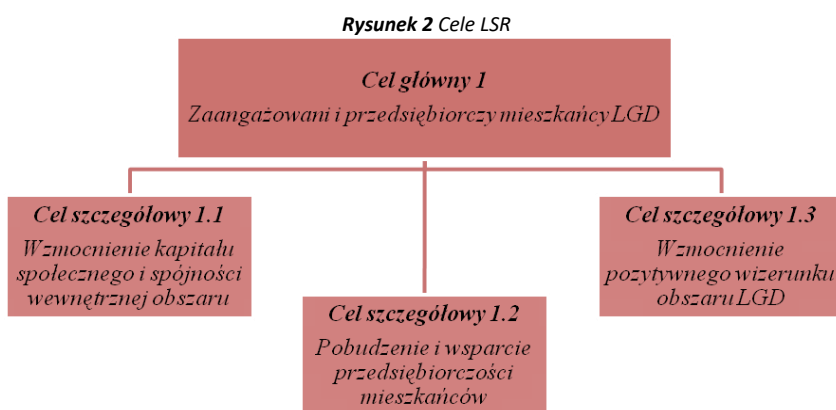 Rysunek 2 Cele LSR
Cel główny 1
Zaangażowani i przedsiębiorczy mieszkańcy LGD
Cel szczegółowy 1.1
Wzmocnienie kapitału
społecznego i spójności
wewnętrznej obszaru
Cel szczegółowy 1.2
Pobudzenie i wsparcie
przedsiębiorczości
mieszkańców
Cel szczegółowy 1.3
Wzmocnienie
pozytywnego wizerunku
obszaru LGD